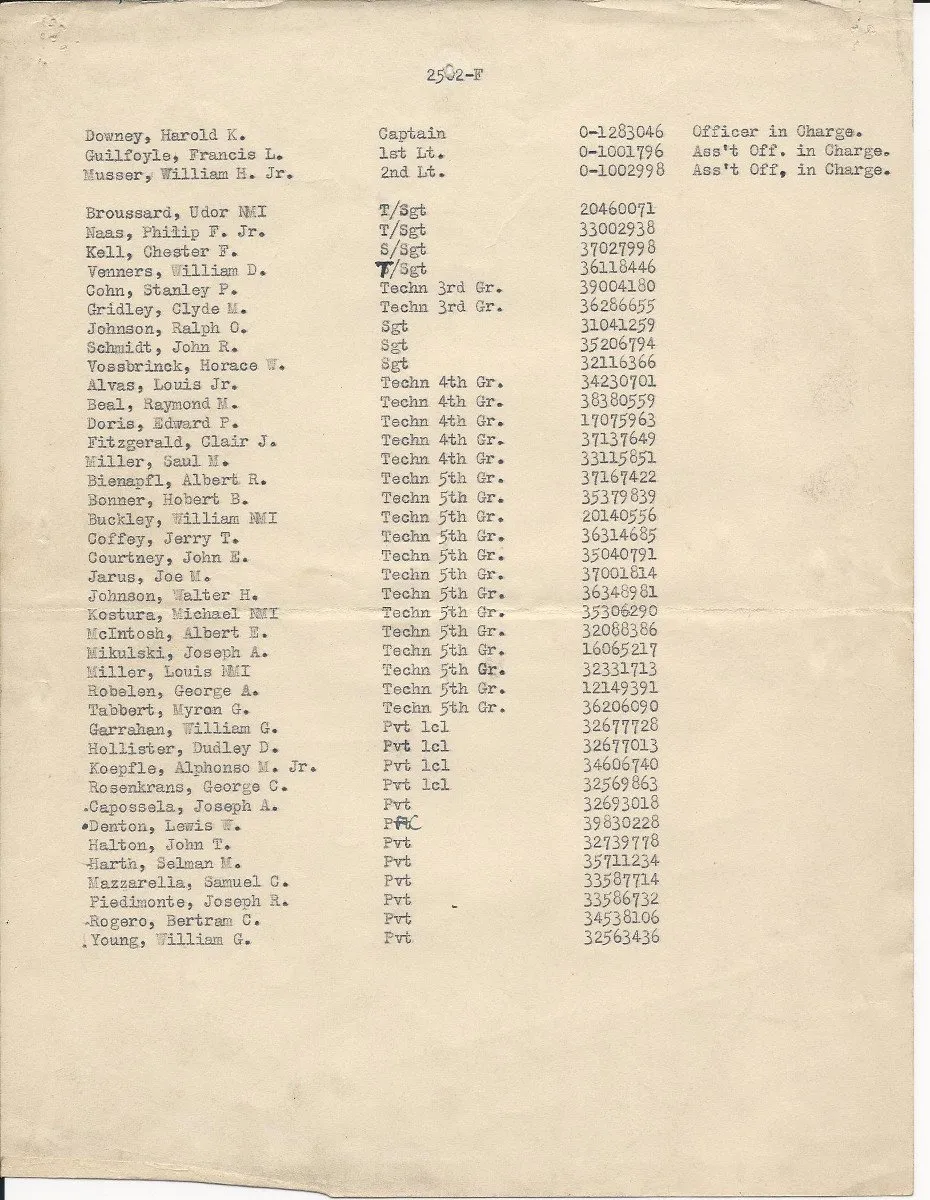 2502-F
Downey, Harold K. Captain 0-1283046 Officer in Charge.
Guilfoyle, Francis L. 1st Lt. 0-1001796 Ass't Off. in Charge.
Musser, William H. Jr. 2nd Lt. 0-1002998 Ass't Off, in Charge.
Broussard, Udor NMI T/Sgt 20460071
Naas, Philip F. Jr. T/Sgt 33002938
Kell, Chester F. S/Sgt 37027998
Venners, William D. T/Sgt 36118446
Cohn, Stanley P. Techn 3rd Gr. 39004180
Gridley, Clyde M. Techn 3rd Gr. 36286655
Johnson, Ralph O. Sgt 31041259
Schmidt, John R. Sgt 35206794
Vossbrinck, Horace W. Sgt 32116366
Alvas, Louis Jr. Techn 4th Gr. 34230701
Beal, Raymond M. Techn 4th Gr. 38380559
Doris, Edward P. Techn 4th Gr. 17075963
Fitzgerald, Clair J. Techn 4th Gr. 37137649
Miller, Saul M. Techn 4th Gr. 33115851
Bienapfl, Albert R. Techn 5th Gr. 37167422
Bonner, Hobert B. Techn 5th Gr. 35379839
Buckley, William NMI Techn 5th Gr. 20140556
Coffey, Jerry T. Techn 5th Gr. 36314685
Courtney, John E. Techn 5th Gr. 35040791
Jarus, Joe M. Techn 5th Gr. 37001814
Johnson, Walter H. Techn 5th Gr. 36348981
Kostura, Michael NMI Techn 5th Gr. 35306290
McIntosh, Albert E. Techn 5th Gr. 32088386
Mikulski, Joseph A. Techn 5th Gr. 16065217
Miller, Louis NMI Techn 5th Gr. 32331713
Robelen, George A. Techn 5th Gr. 12149391
Tabbert, Myron G. Techn 5th Gr. 36206090
Garrahan, William G. Pvt 1cl 32677728
Hollister, Dudley D. Pvt 1cl 32677013
Koepfle, Alphonso M. Jr. Pvt 1cl 34606740
Rosenkrans, George C. Pvt 1cl 32569863
Capossela, Joseph A. Pvt 32693018
Denton, Lewis W. PFC 39830228
Halton, John T. Pvt 32739778
Harth, Selman M. Pvt 35711234
Mazzarella, Samuel C. Pvt 33587714
Piedimonte, Joseph R. Pvt 33586732
Rogero, Bertram C. Pvt 34538106
Young, William G. Pvt 32563436